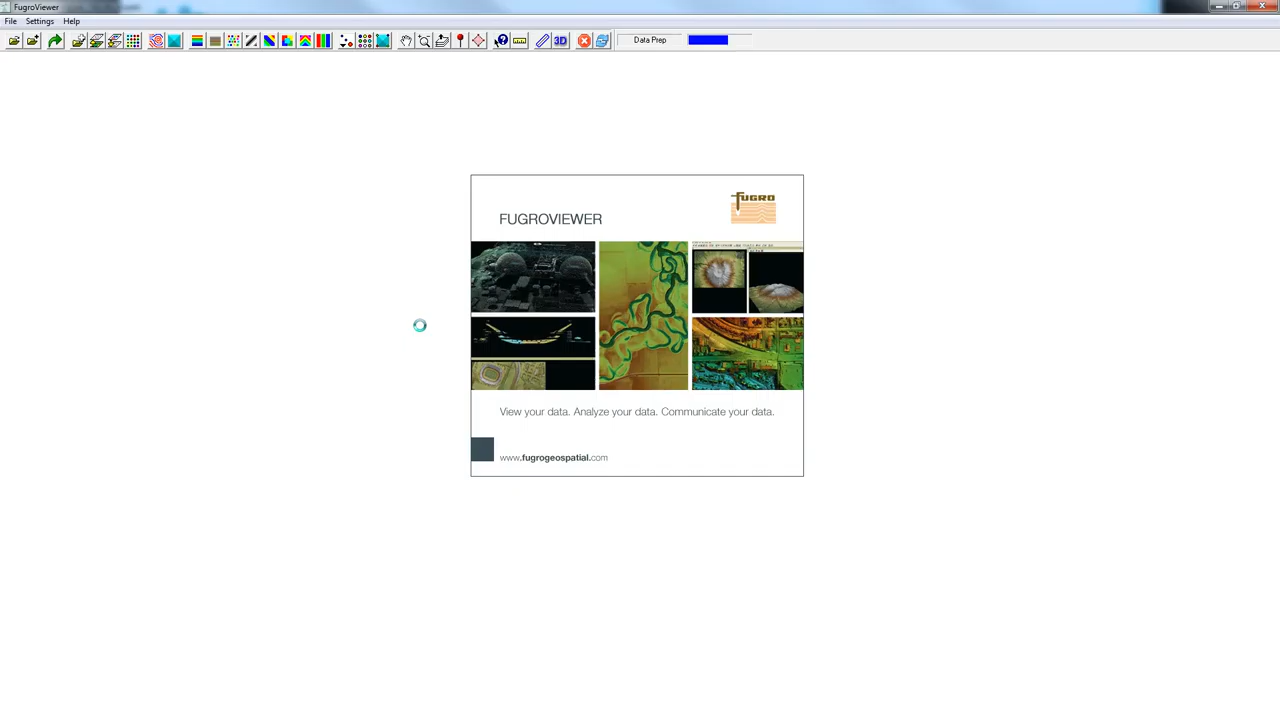 FugroViewer
File Settings Help
3D Data Prep
FUGRO
FUGROVIEWER
View your data. Analyze your data. Communicate your data.
www.fugrogeospatial.com